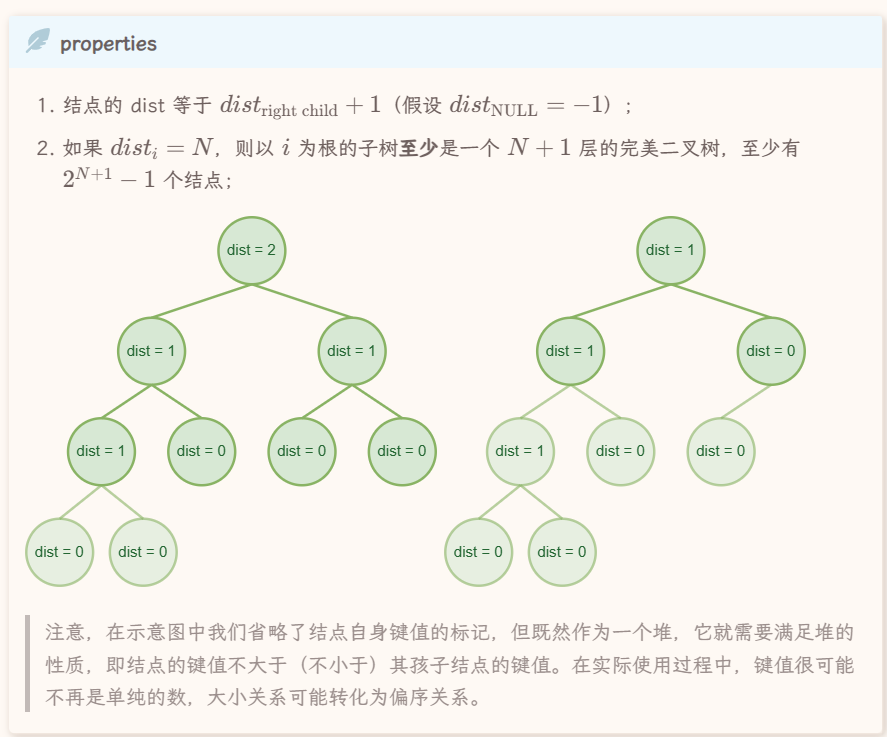 properties
1. 结点的 dist 等于 $dist_{\text{right child}} + 1$（假设 $dist_{\text{NULL}} = -1$）；
2. 如果 $dist_i = N$，则以 $i$ 为根的子树至少是一个 $N + 1$ 层的完美二叉树，至少有
$2^{N+1} - 1$ 个结点；
dist = 2
dist = 1
dist = 1
dist = 1
dist = 1
dist = 1
dist = 0
dist = 1
dist = 0
dist = 0
dist = 0
dist = 1
dist = 0
dist = 0
dist = 0
dist = 0
dist = 0
dist = 0
注意，在示意图中我们省略了结点自身键值的标记，但既然作为一个堆，它就需要满足堆的
性质，即结点的键值不大于（不小于）其孩子结点的键值。在实际使用过程中，键值很可能
不再是单纯的数，大小关系可能转化为偏序关系。